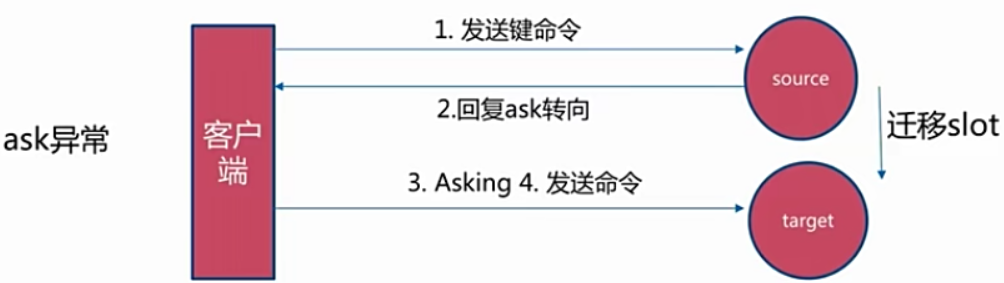 1. 发送键命令
source
2.回复ask转向
ask异常
客户
端
迁移slot
3. Asking 4. 发送命令
target